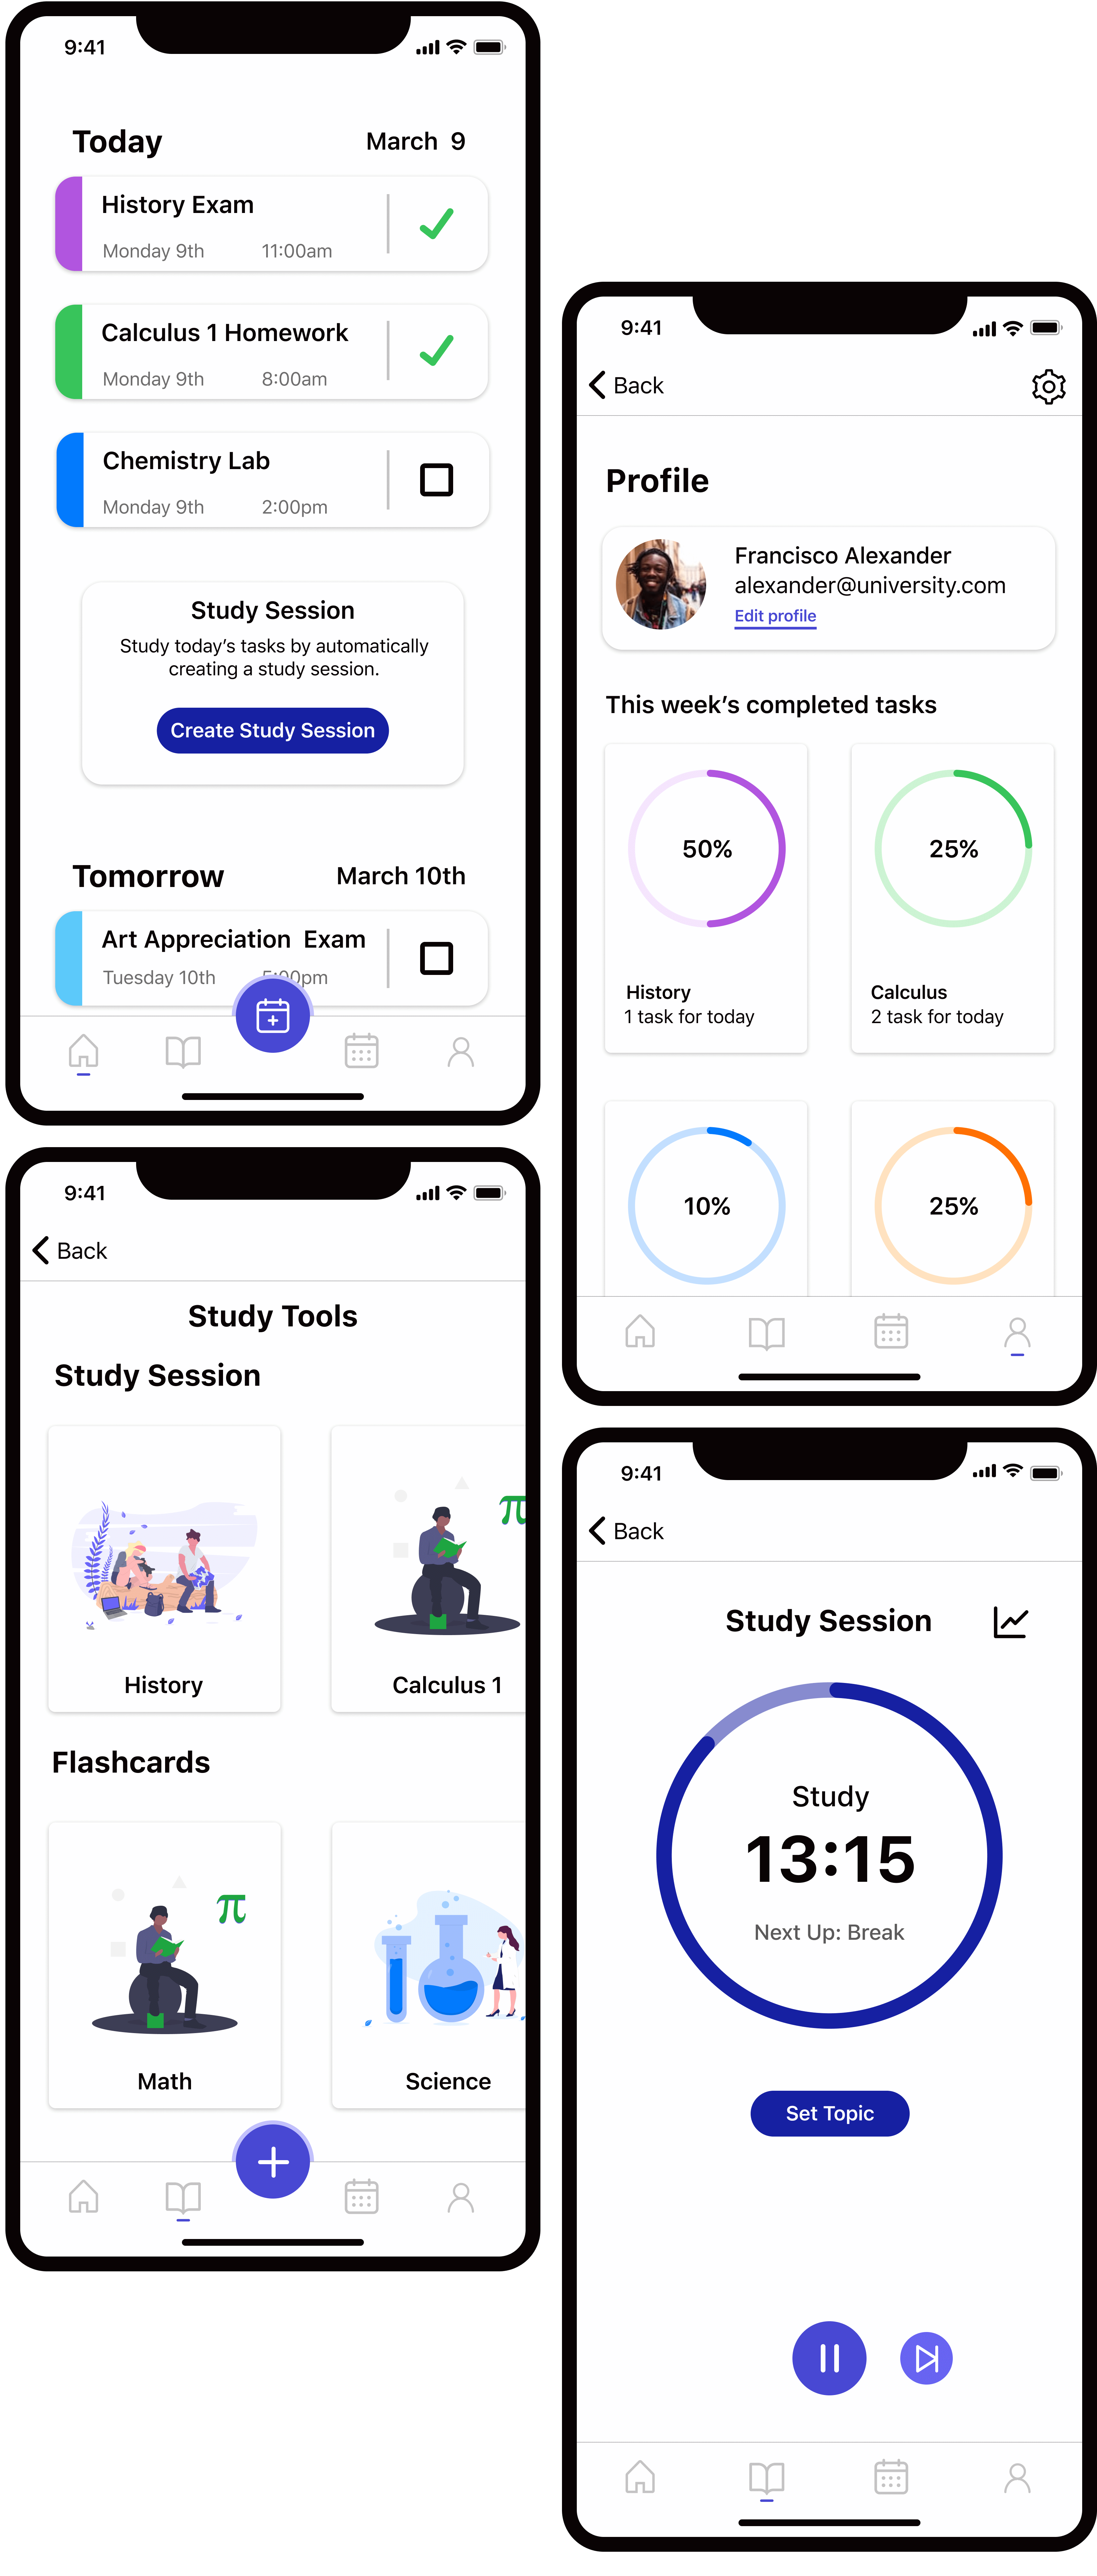 9:41
Today
March 9
History Exam
Monday 9th
11:00am
Calculus 1 Homework
Monday 9th
8:00am
Chemistry Lab
Monday 9th
2:00pm
Study Session
Study today's tasks by automatically
creating a study session.
Create Study Session
Tomorrow
March 10th
Art Appreciation Exam
Tuesday 10th
5:00pm
9:41
Back
Study Tools
Study Session
π
History
Calculus 1
Flashcards
π
Math
Science
9:41
Back
Profile
Francisco Alexander
alexander@university.com
Edit profile
This week's completed tasks
50%
25%
History
1 task for today
Calculus
2 task for today
10%
25%
9:41
Back
Study Session
Study
13:15
Next Up: Break
Set Topic